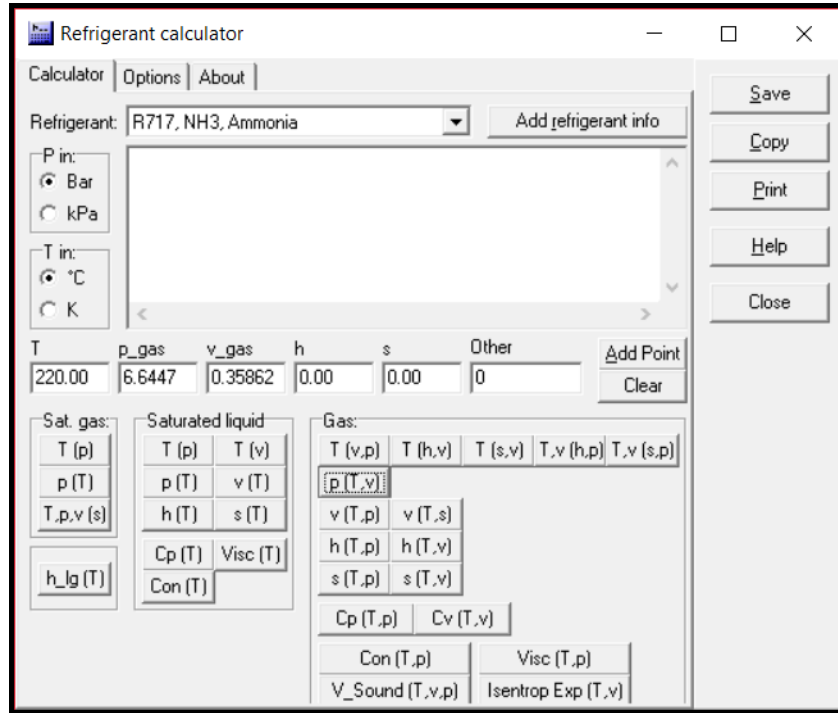 Refrigerant calculator
Calculator Options About
Save
Refrigerant: R717, NH3, Ammonia Add refrigerant info
Copy
P in:
Bar
kPa
Print
T in:
°C
K
Help
Close
T p_gas v_gas h s Other Add Point
220.00 6.6447 0.35862 0.00 0.00 0 Clear
Sat. gas: Saturated liquid Gas:
T (p) T (p) T (v) T (v,p) T (h,v) T (s,v) T,v (h,p) T,v (s,p)
p (T) p (T) v (T) p (T,v)
T,p,v (s) h (T) s (T) v (T,p) v (T,s)
h_lg (T) Cp (T) Visc (T) h (T,p) h (T,v)
Con (T) s (T,p) s (T,v)
Cp (T,p) Cv (T,v)
Con (T,p) Visc (T,p)
V_Sound (T,v,p) Isentrop Exp (T,v)